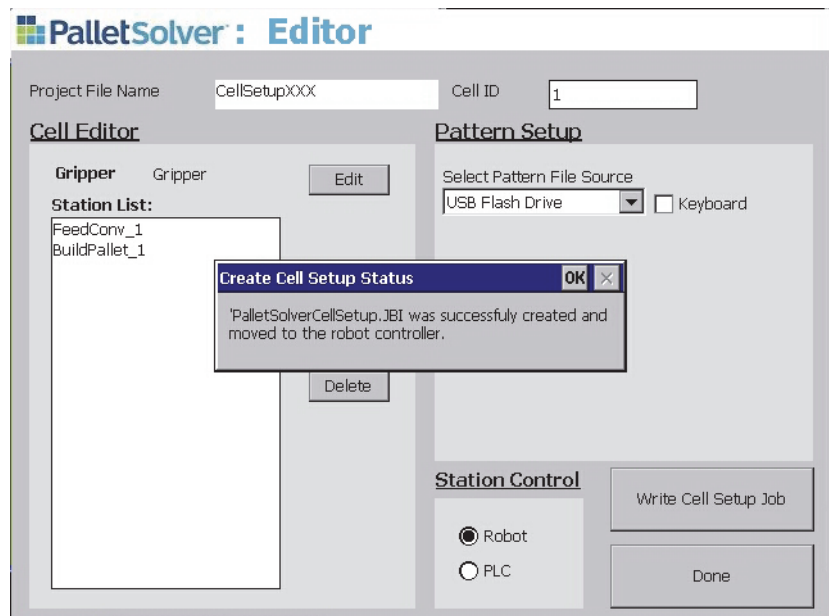 PalletSolver : Editor
Project File Name CellSetupXXX Cell ID 1
Cell Editor
Gripper Gripper Edit
Station List:
FeedConv_1
BuildPallet_1
Delete
Pattern Setup
Select Pattern File Source
USB Flash Drive Keyboard
Create Cell Setup Status OK
'PalletSolverCellSetup.JBI was successfuly created and
moved to the robot controller.
Station Control
Robot
PLC
Write Cell Setup Job
Done